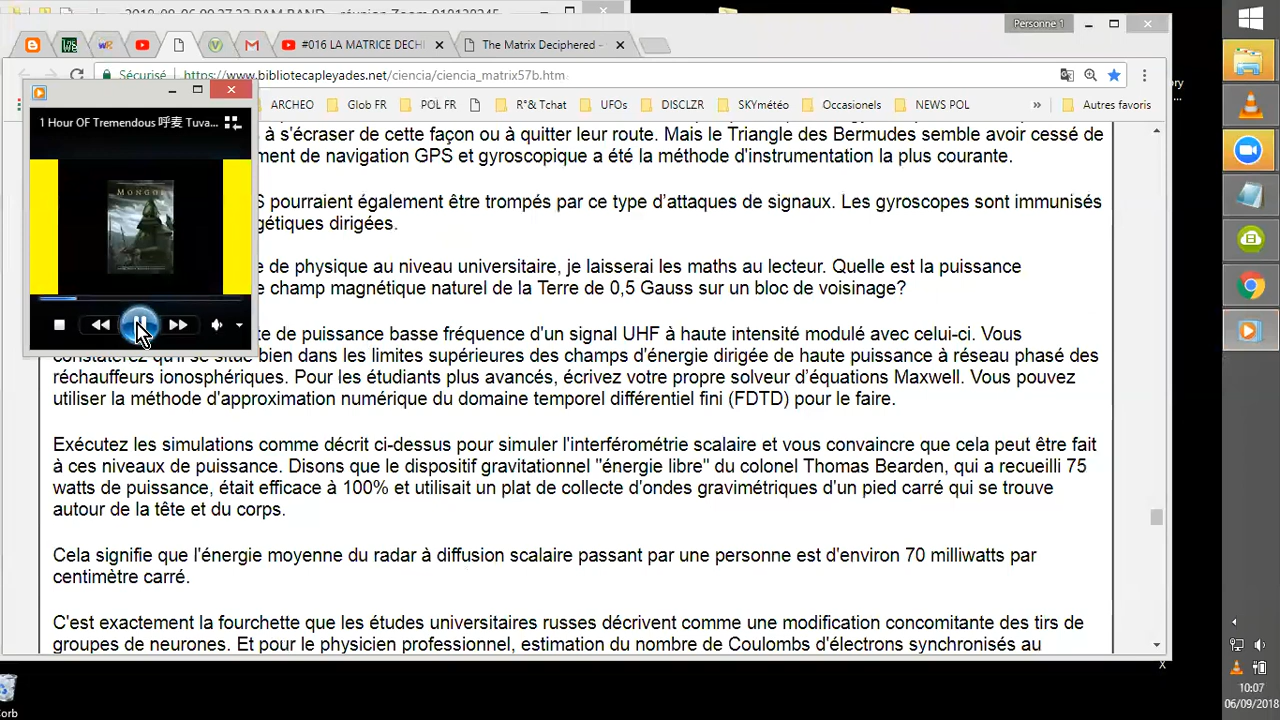 Personne 1
#016 LA MATRICE DECHI
The Matrix Deciphered -
Sécurisé
https://www.bibliotecapleyades.net/ciencia/ciencia_matrix57b.htm
ARCHEO
Glob FR
POL FR
R°& Tchat
UFOs
DISCLZR
SKYmétéo
Occasionels
NEWS POL
»
Autres favoris
1 Hour OF Tremendous 呼麦 Tuva...
MONGOL
à s'écraser de cette façon ou à quitter leur route. Mais le Triangle des Bermudes semble avoir cessé de
ment de navigation GPS et gyroscopique a été la méthode d'instrumentation la plus courante.
S pourraient également être trompés par ce type d’attaques de signaux. Les gyroscopes sont immunisés
gétiques dirigées.
e de physique au niveau universitaire, je laisserai les maths au lecteur. Quelle est la puissance
e champ magnétique naturel de la Terre de 0,5 Gauss sur un bloc de voisinage?
te de puissance basse fréquence d'un signal UHF à haute intensité modulé avec celui-ci. Vous
constaterez qu'il se situe bien dans les limites supérieures des champs d'énergie dirigée de haute puissance à réseau phasé des
réchauffeurs ionosphériques. Pour les étudiants plus avancés, écrivez votre propre solveur d’équations Maxwell. Vous pouvez
utiliser la méthode d'approximation numérique du domaine temporel différentiel fini (FDTD) pour le faire.
Exécutez les simulations comme décrit ci-dessus pour simuler l'interférométrie scalaire et vous convaincre que cela peut être fait
à ces niveaux de puissance. Disons que le dispositif gravitationnel "énergie libre" du colonel Thomas Bearden, qui a recueilli 75
watts de puissance, était efficace à 100% et utilisait un plat de collecte d'ondes gravimétriques d'un pied carré qui se trouve
autour de la tête et du corps.
Cela signifie que l'énergie moyenne du radar à diffusion scalaire passant par une personne est d'environ 70 milliwatts par
centimètre carré.
C'est exactement la fourchette que les études universitaires russes décrivent comme une modification concomitante des tirs de
groupes de neurones. Et pour le physicien professionnel, estimation du nombre de Coulombs d'électrons synchronisés au
10:07
06/09/2018